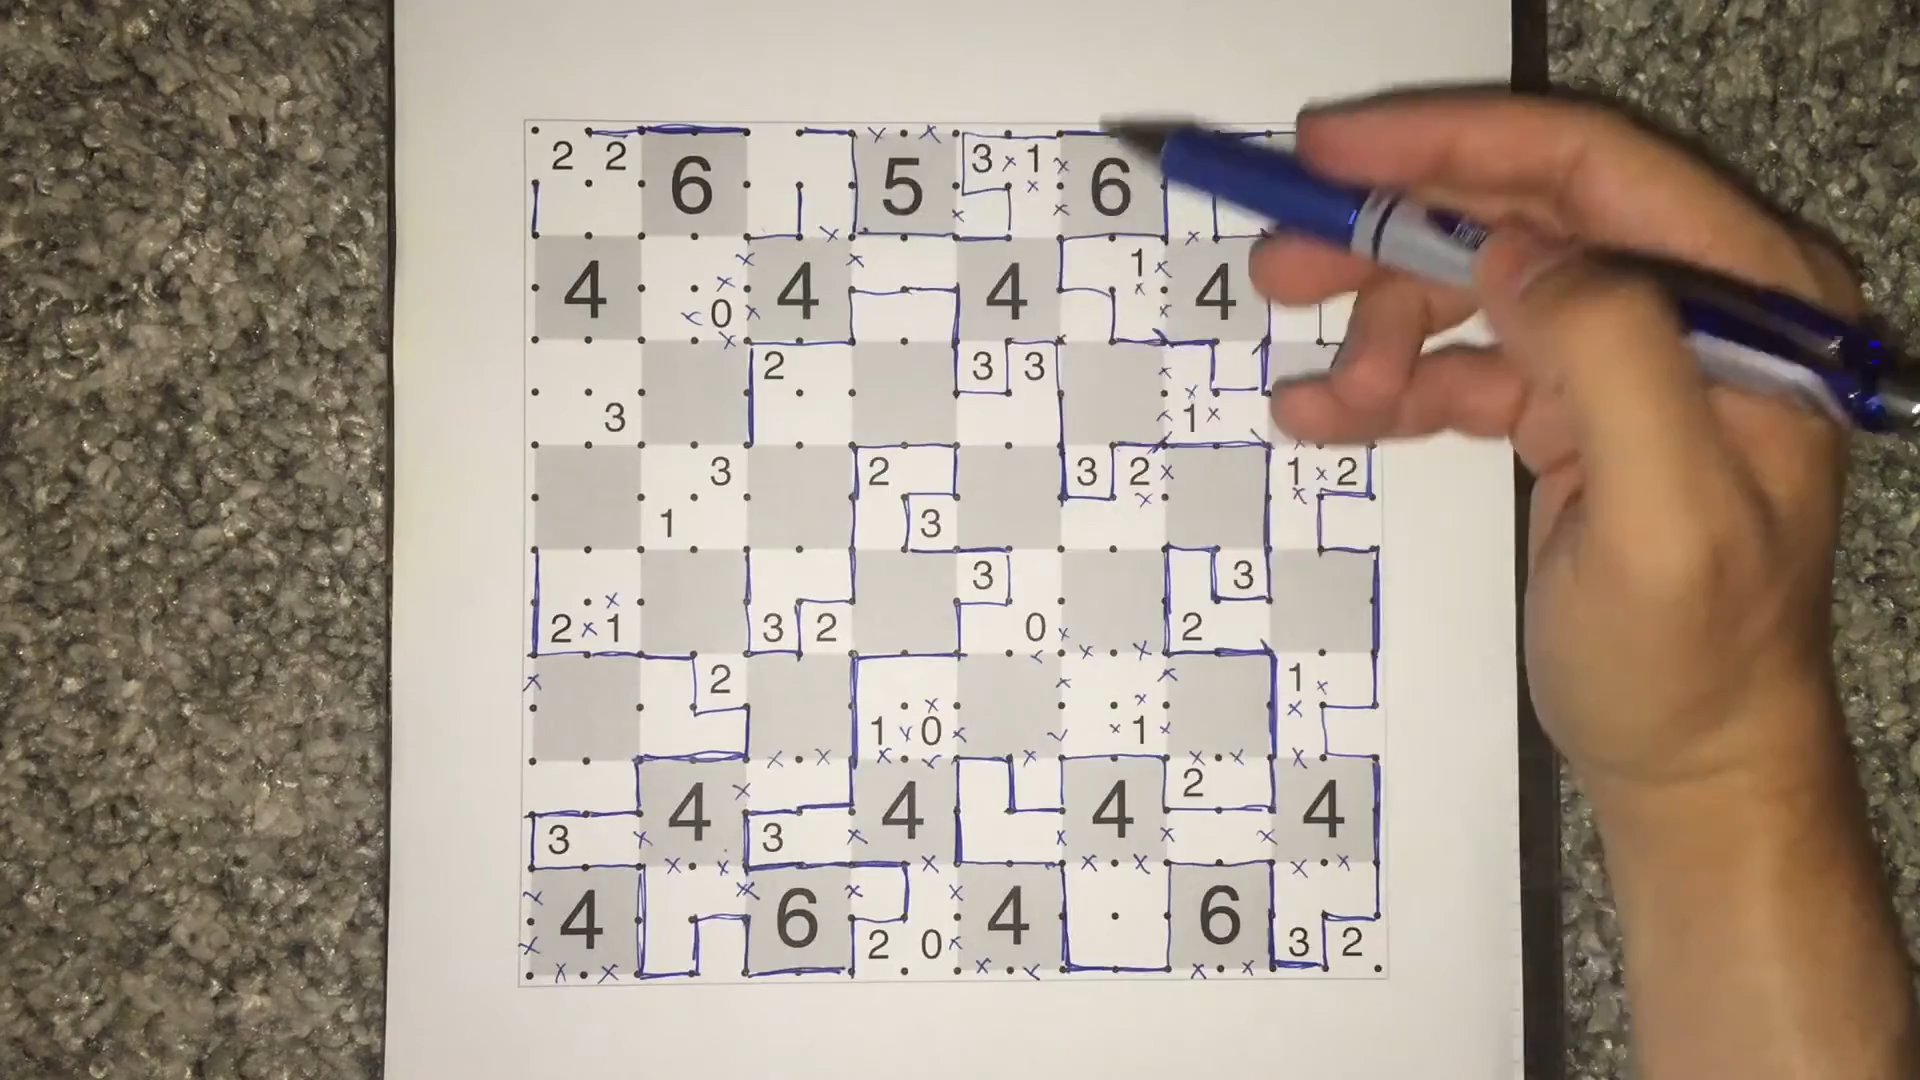 2 2 6 5 3 1 6
4 4 4 1 4
0
2 3 3
3 1
3 2 3 2 1 2
1 3
3 3
2 1 3 2 0 2
2 1
1 0 1
4 4 4 2 4
3 3
4 6 4 6
2 0 3 2